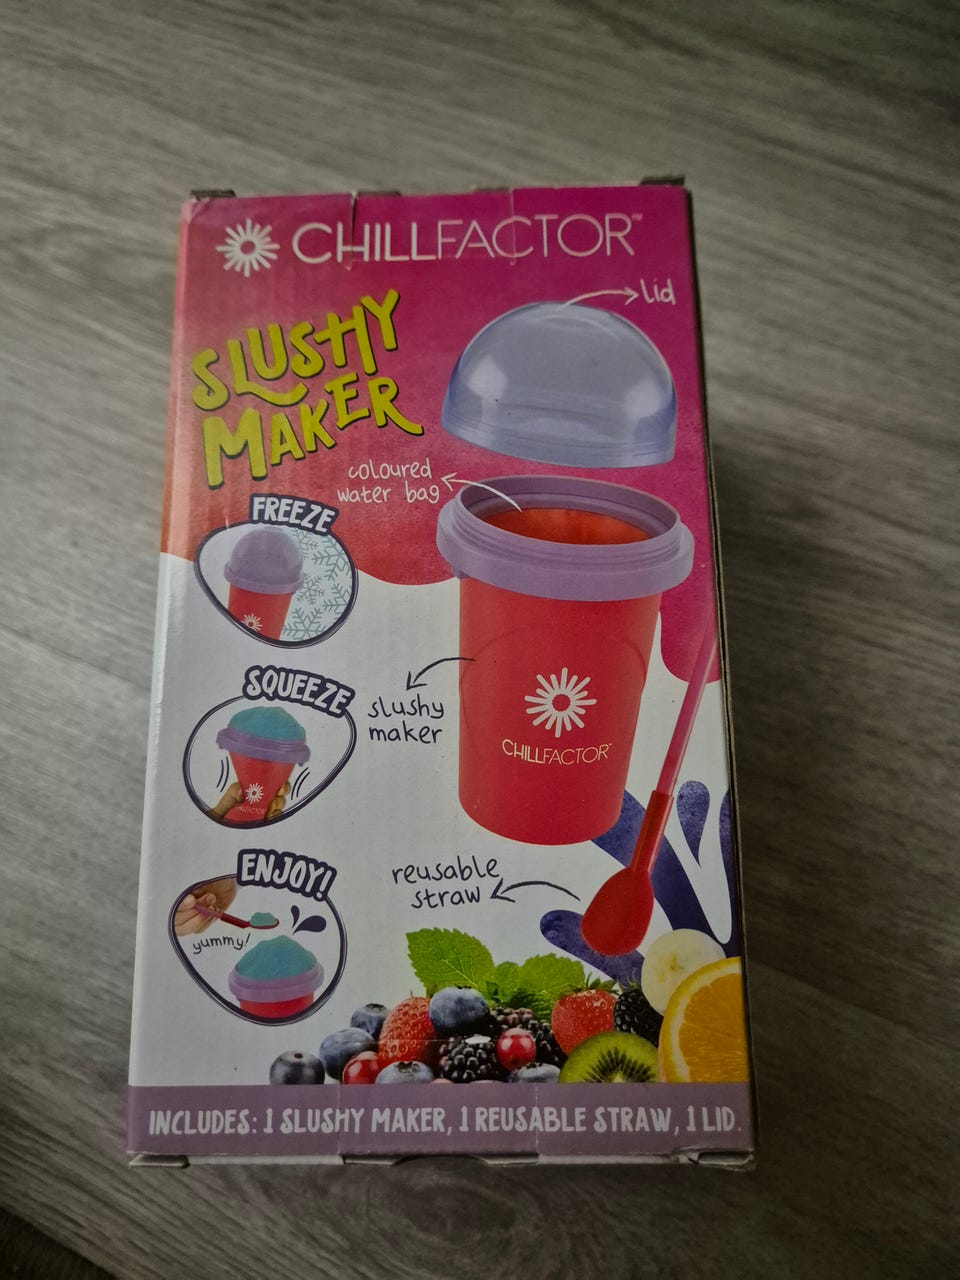 CHILLFACTOR™
lid
SLUSHY
MAKER
coloured
water bag
FREEZE
SQUEEZE
slushy
maker
CHILLFACTOR
CHILLFACTOR™
ENJOY!
yummy!
reusable
straw
INCLUDES: 1 SLUSHY MAKER, 1 REUSABLE STRAW, 1 LID.